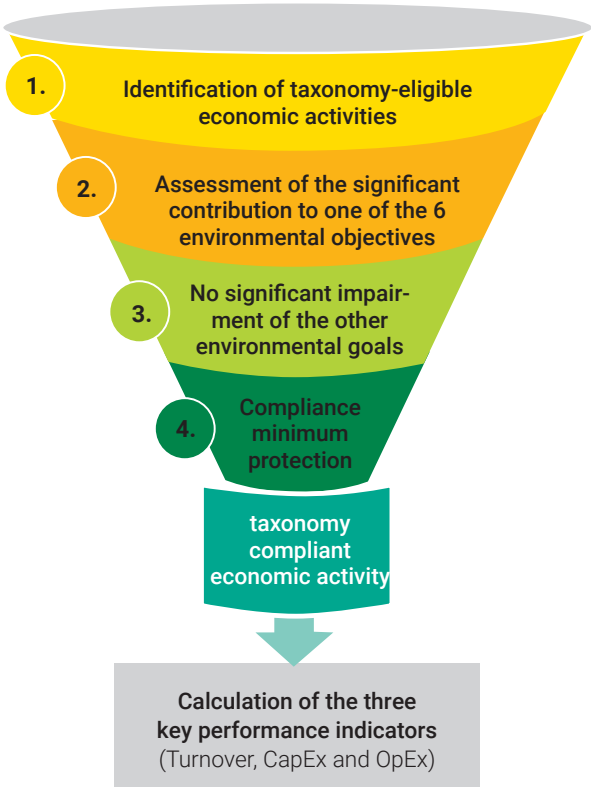 1.
Identification of taxonomy-eligible
economic activities
2.
Assessment of the significant
contribution to one of the 6
environmental objectives
3.
No significant impair-
ment of the other
environmental goals
4.
Compliance
minimum
protection
taxonomy
compliant
economic activity
Calculation of the three
key performance indicators
(Turnover, CapEx and OpEx)